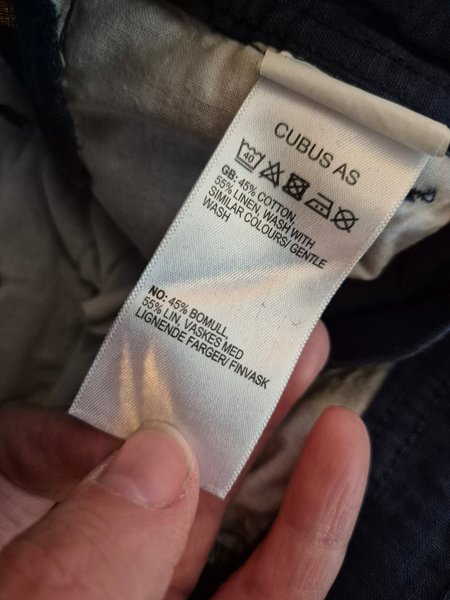 CUBUS AS
40
GB: 45% COTTON,
55% LINEN, WASH WITH
SIMILAR COLOURS/ GENTLE
WASH
NO: 45% BOMULL,
55% LIN, VASKES MED
LIGNENDE FARGER/ FINVASK